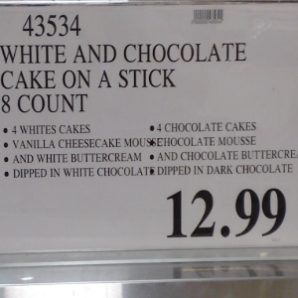 43534
WHITE AND CHOCOLATE
CAKE ON A STICK
8 COUNT
• 4 WHITES CAKES
• VANILLA CHEESECAKE MOUSSE
• AND WHITE BUTTERCREAM
• DIPPED IN WHITE CHOCOLATE
• 4 CHOCOLATE CAKES
• CHOCOLATE MOUSSE
• AND CHOCOLATE BUTTERCREA
• DIPPED IN DARK CHOCOLATE
12.99